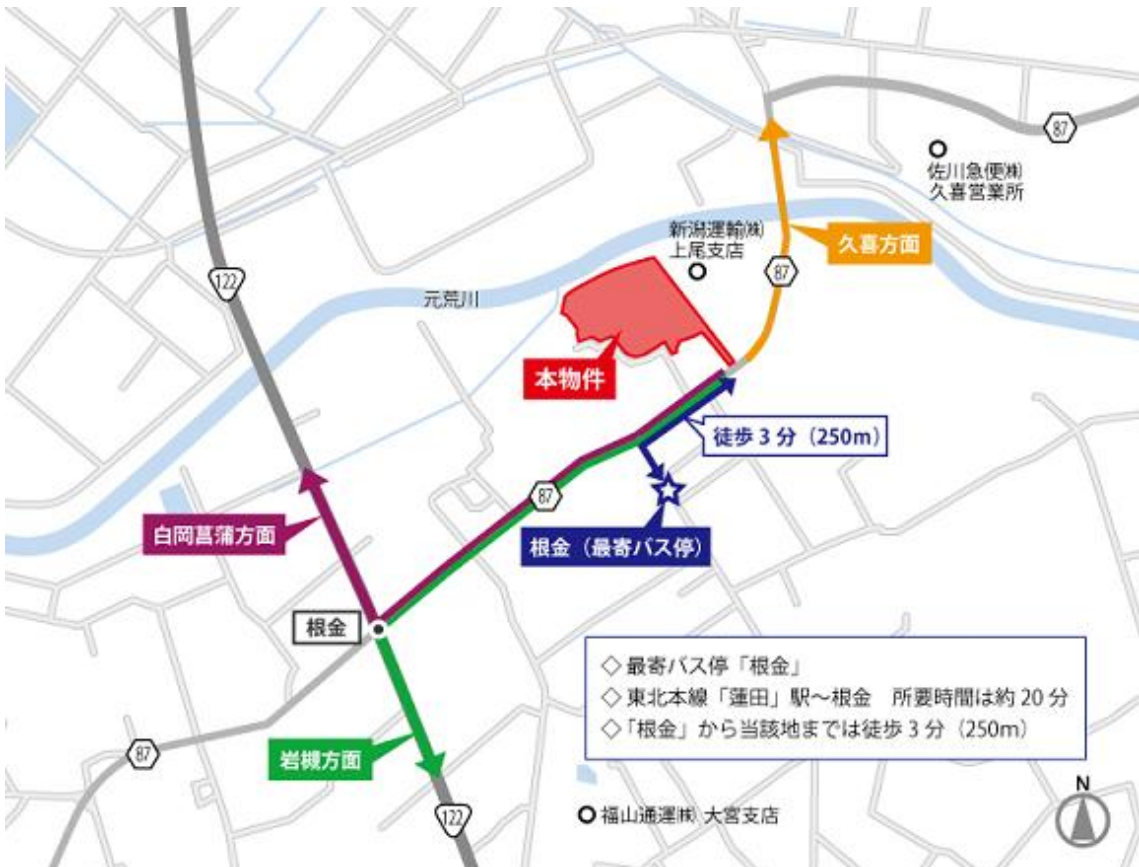 87
佐川急便㈱
久喜営業所
新潟運輸㈱
上尾支店
久喜方面
122
87
元荒川
本物件
徒歩 3 分（250m）
87
白岡菖蒲方面
根金（最寄バス停）
根金
◇ 最寄バス停「根金」
◇ 東北本線「蓮田」駅～根金　所要時間は約 20 分
◇「根金」から当該地までは徒歩 3 分（250m）
87
岩槻方面
N
122
福山通運㈱ 大宮支店